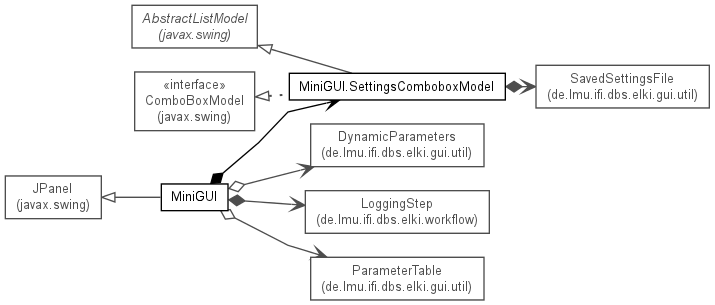 AbstractListModel
(javax.swing)
«interface»
ComboBoxModel
(javax.swing)
MiniGUI.SettingsComboboxModel
SavedSettingsFile
(de.lmu.ifi.dbs.elki.gui.util)
DynamicParameters
(de.lmu.ifi.dbs.elki.gui.util)
JPanel
(javax.swing)
MiniGUI
LoggingStep
(de.lmu.ifi.dbs.elki.workflow)
ParameterTable
(de.lmu.ifi.dbs.elki.gui.util)